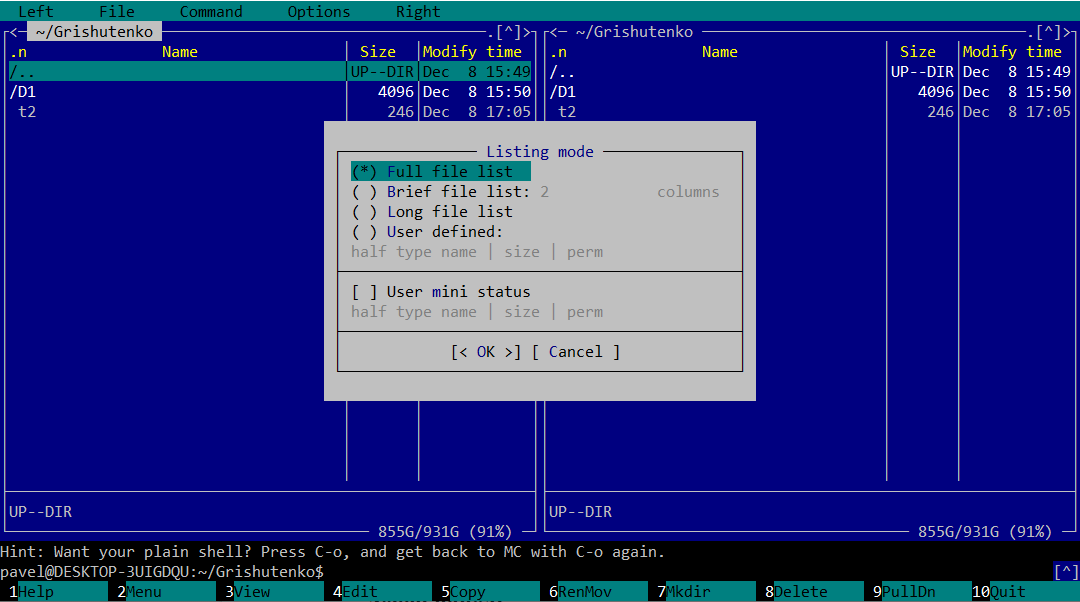 Left File Command Options Right
<─ ~/Grishutenko .[^]> <─ ~/Grishutenko .[^]>
.n Name Size Modify time .n Name Size Modify time
/.. UP--DIR Dec 8 15:49 /.. UP--DIR Dec 8 15:49
/D1 4096 Dec 8 15:50 /D1 4096 Dec 8 15:50
t2 246 Dec 8 17:05 t2 246 Dec 8 17:05
Listing mode
(*) Full file list
( ) Brief file list: 2 columns
( ) Long file list
( ) User defined:
half type name | size | perm
[ ] User mini status
half type name | size | perm
[< OK >] [ Cancel ]
UP--DIR UP--DIR
855G/931G (91%) 855G/931G (91%)
Hint: Want your plain shell? Press C-o, and get back to MC with C-o again.
pavel@DESKTOP-3UIGDQU:~/Grishutenko$ [^]
1Help 2Menu 3View 4Edit 5Copy 6RenMov 7Mkdir 8Delete 9PullDn 10Quit